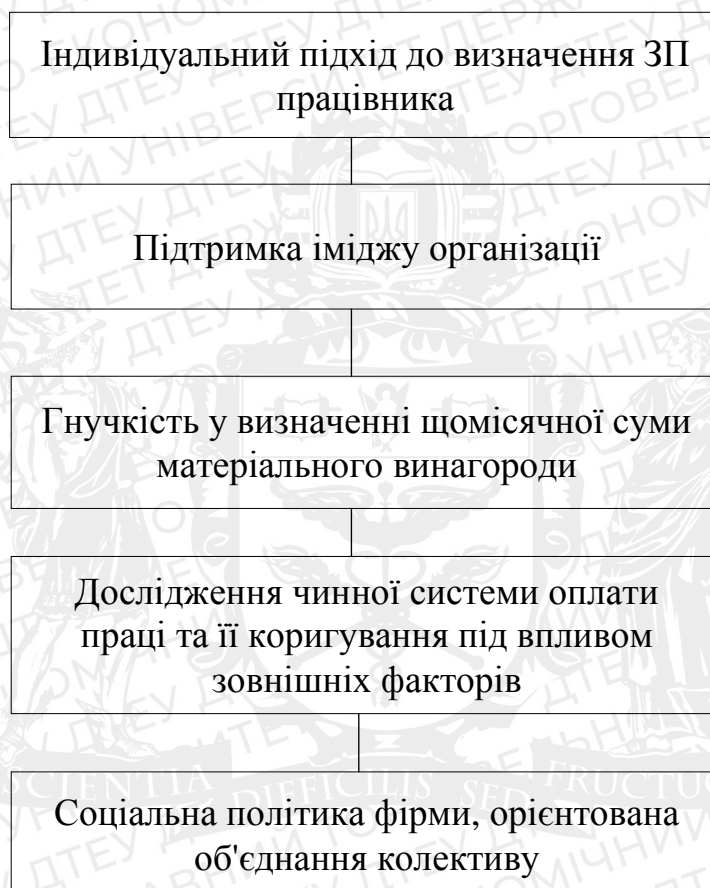 Індивідуальний підхід до визначення ЗП
працівника
Підтримка іміджу організації
Гнучкість у визначенні щомісячної суми
матеріального винагороди
Дослідження чинної системи оплати
праці та її коригування під впливом
зовнішніх факторів
Соціальна політика фірми, орієнтована
об'єднання колективу